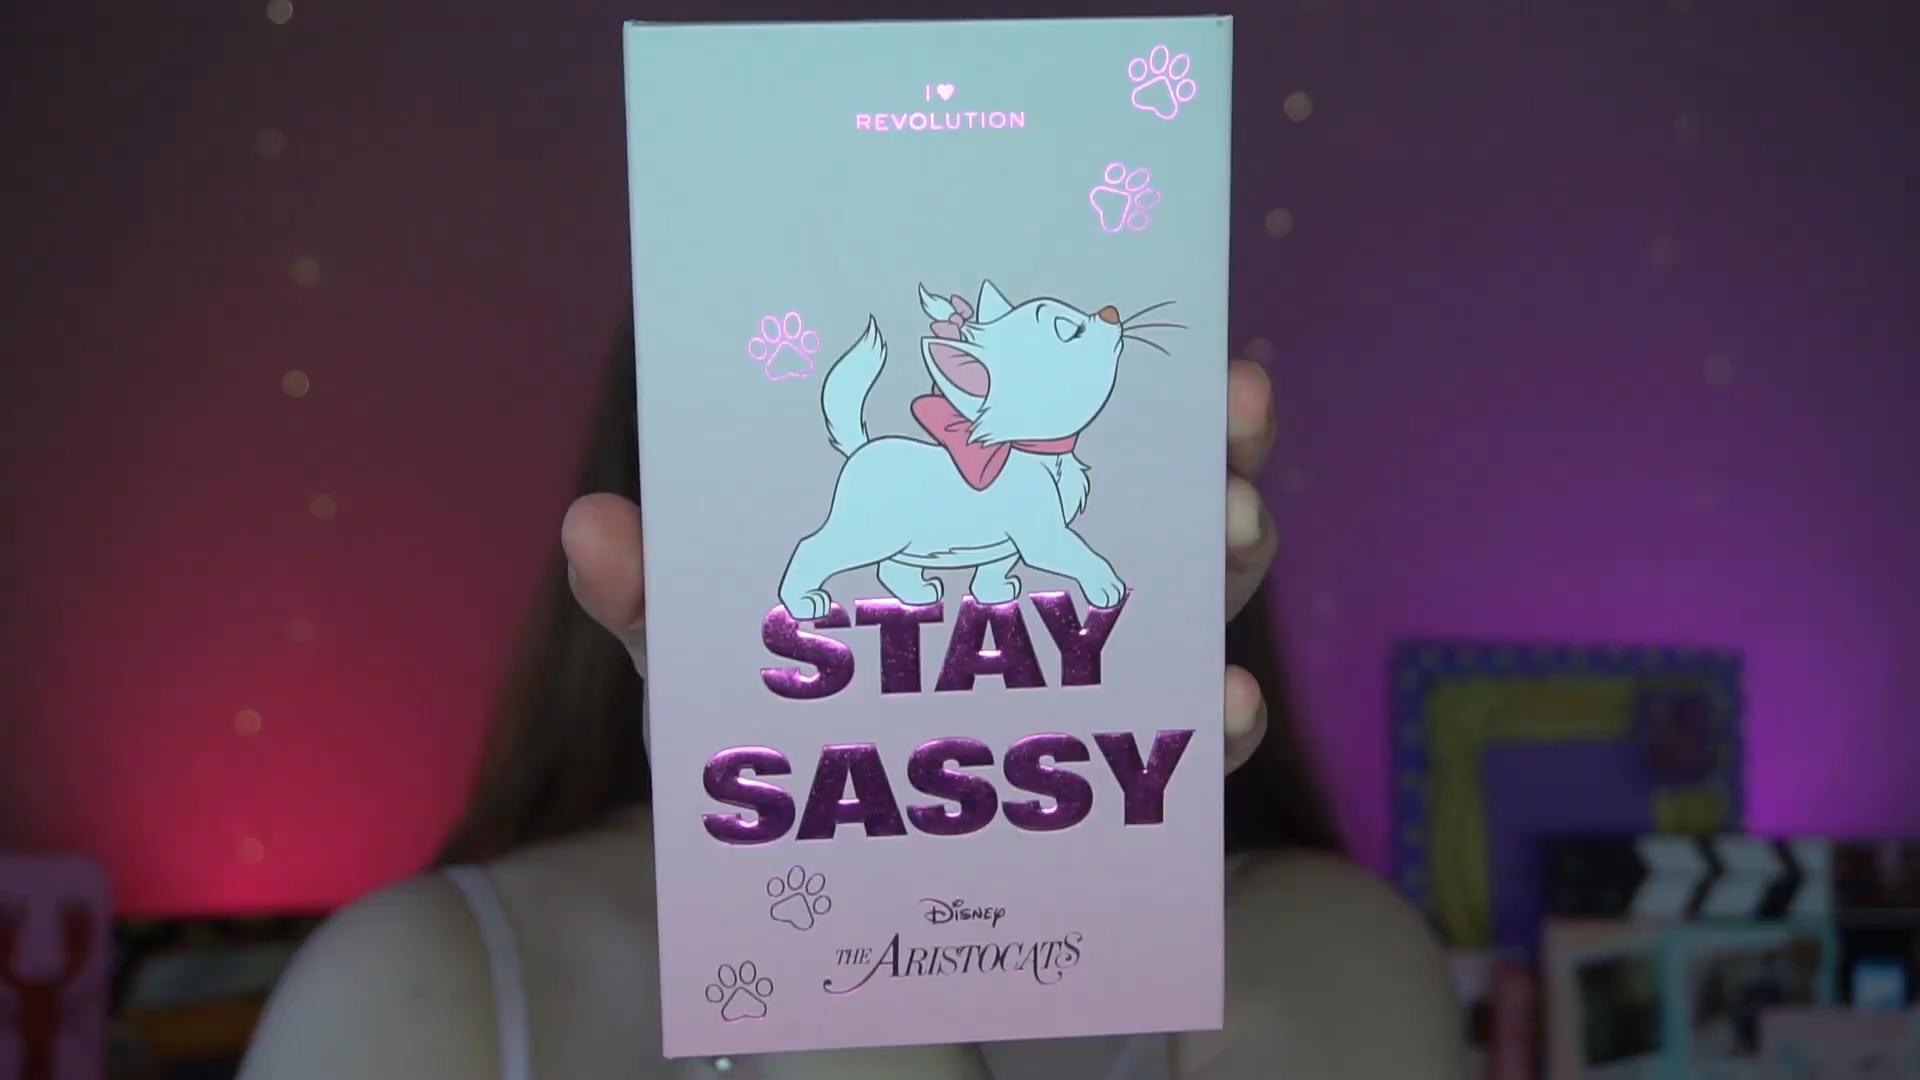 I ♥
REVOLUTION
STAY
SASSY
Disney
THE ARISTOCATS